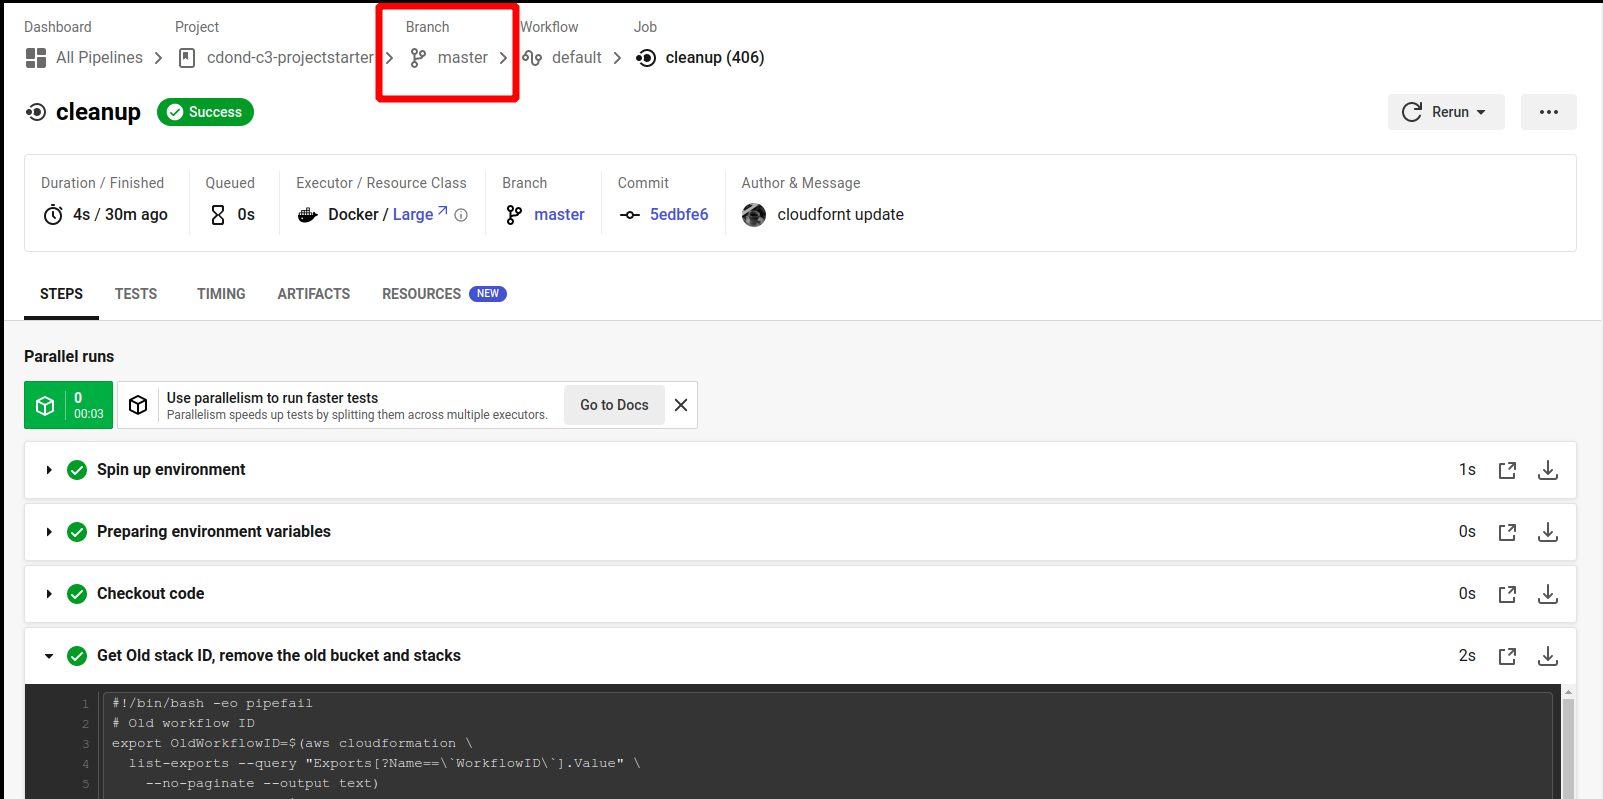 Dashboard Project Branch Workflow Job
All Pipelines cdond-c3-projectstarter master default cleanup (406)
cleanup Success Rerun
Duration / Finished Queued Executor / Resource Class Branch Commit Author & Message
4s / 30m ago 0s Docker / Large master 5edbfe6 cloudfornt update
STEPS TESTS TIMING ARTIFACTS RESOURCES NEW
Parallel runs
0 Use parallelism to run faster tests
00:03 Parallelism speeds up tests by splitting them across multiple executors. Go to Docs
Spin up environment 1s
Preparing environment variables 0s
Checkout code 0s
Get Old stack ID, remove the old bucket and stacks 2s
1 #!/bin/bash -eo pipefail
2 # Old workflow ID
3 export OldWorkflowID=$(aws cloudformation \
4 list-exports --query "Exports[?Name==\`WorkflowID\`].Value" \
5 --no-paginate --output text)